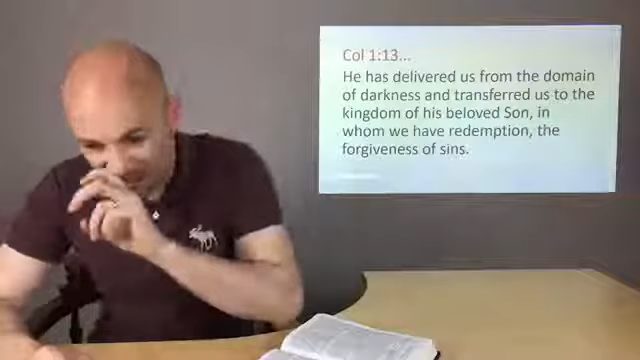 Col 1:13...
He has delivered us from the domain
of darkness and transferred us to the
kingdom of his beloved Son, in
whom we have redemption, the
forgiveness of sins.